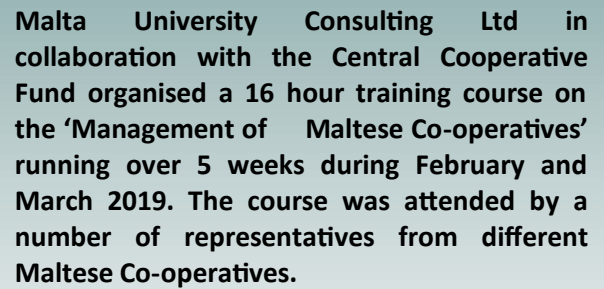 Malta University Consulting Ltd in
collaboration with the Central Cooperative
Fund organised a 16 hour training course on
the ‘Management of Maltese Co-operatives’
running over 5 weeks during February and
March 2019. The course was attended by a
number of representatives from different
Maltese Co-operatives.